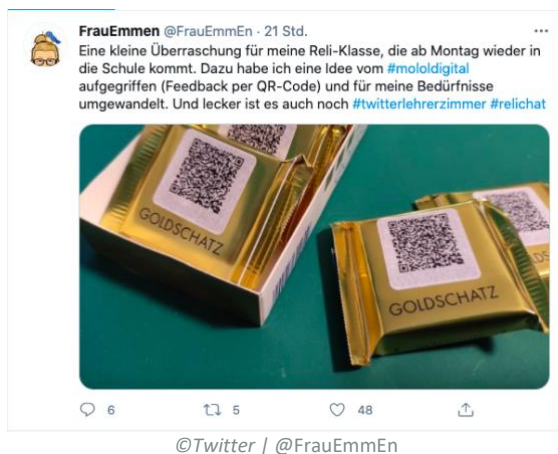 FrauEmmen @FrauEmmEn · 21 Std.
Eine kleine Überraschung für meine Reli-Klasse, die ab Montag wieder in
die Schule kommt. Dazu habe ich eine Idee vom #mololdigital
aufgegriffen (Feedback per QR-Code) und für meine Bedürfnisse
umgewandelt. Und lecker ist es auch noch #twitterlehrerzimmer #relichat
GOLDSCHATZ
GOLDSCHATZ
6 5 48
©Twitter | @FrauEmmEn